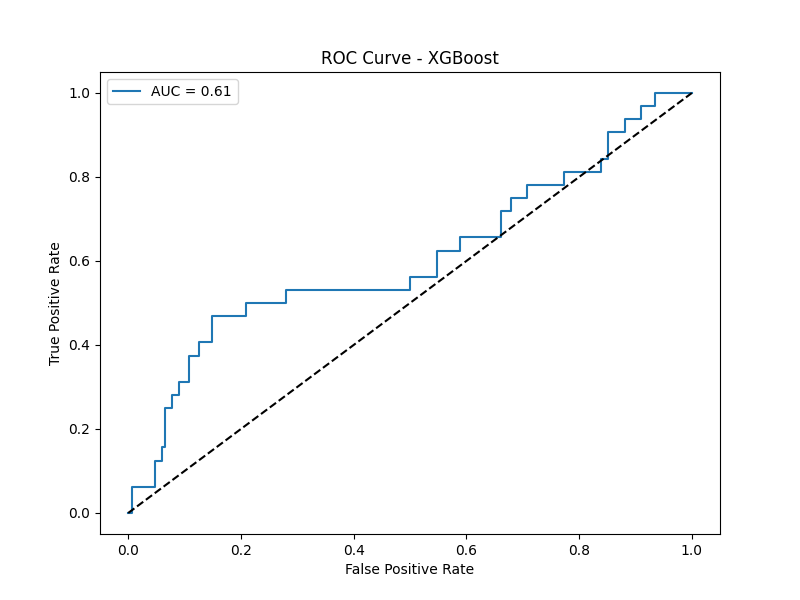 ROC Curve - XGBoost
AUC = 0.61
True Positive Rate
1.0
0.8
0.6
0.4
0.2
0.0
0.0 0.2 0.4 0.6 0.8 1.0
False Positive Rate